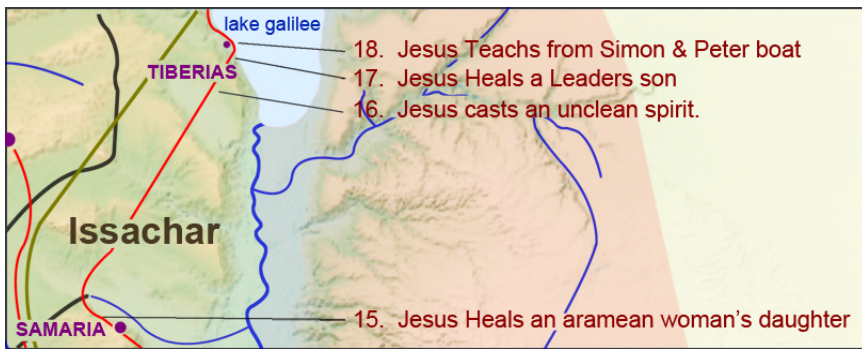 lake galilee
18. Jesus Teachs from Simon & Peter boat
TIBERIAS
17. Jesus Heals a Leaders son
16. Jesus casts an unclean spirit.
Issachar
15. Jesus Heals an aramean woman's daughter
SAMARIA